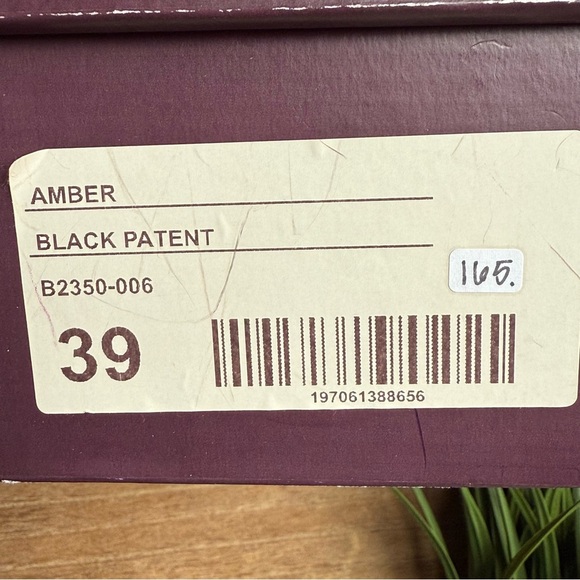 AMBER
BLACK PATENT
B2350-006
165.
39
197061388656